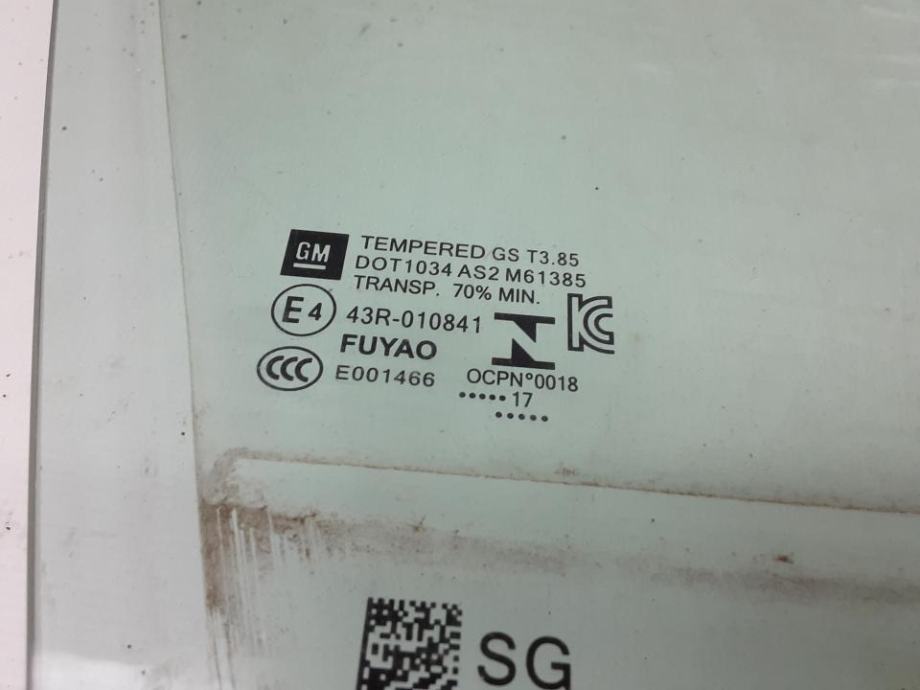 GM
TEMPERED GS T3.85
DOT1034 AS2 M61385
TRANSP. 70% MIN.
E4 43R-010841
FUYAO
CCC E001466
KC
OCPN°0018
•••••17
•••••
SG